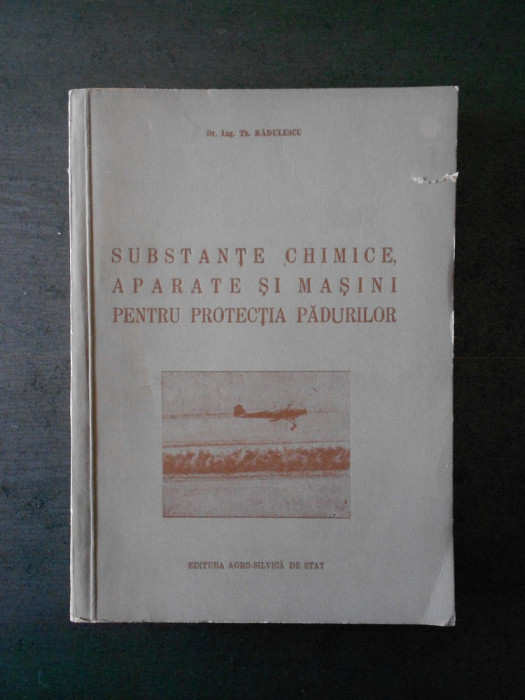 Dr. Ing. Th. RĂDULESCU
SUBSTANȚE CHIMICE,
APARATE ȘI MAȘINI
PENTRU PROTECȚIA PĂDURILOR
EDITURA AGRO-SILVICĂ DE STAT